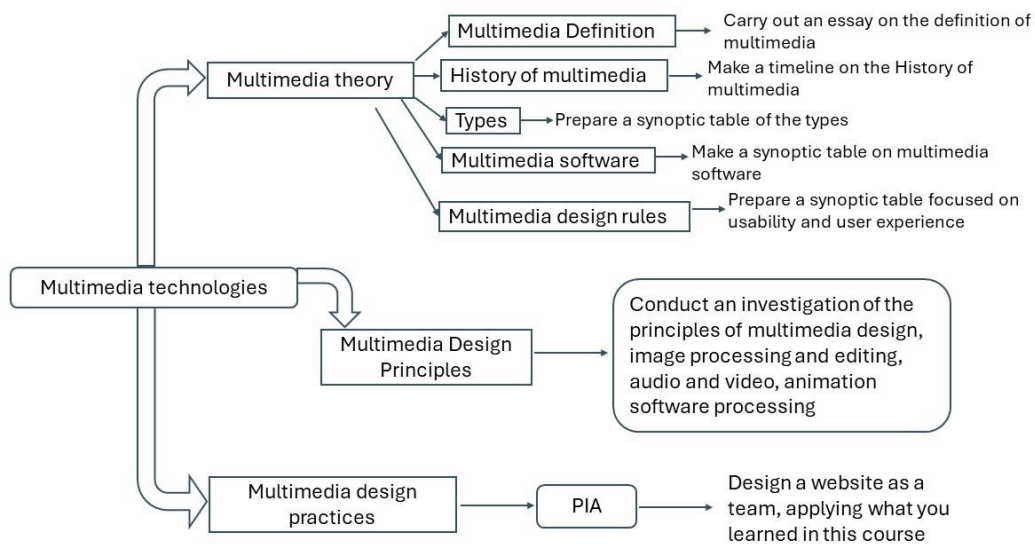 Multimedia Definition
Carry out an essay on the definition of
multimedia
Multimedia theory
History of multimedia
Make a timeline on the History of
multimedia
Types
Prepare a synoptic table of the types
Multimedia software
Make a synoptic table on multimedia
software
Multimedia design rules
Prepare a synoptic table focused on
usability and user experience
Multimedia technologies
Multimedia Design
Principles
Conduct an investigation of the
principles of multimedia design,
image processing and editing,
audio and video, animation
software processing
Multimedia design
practices
PIA
Design a website as a
team, applying what you
learned in this course